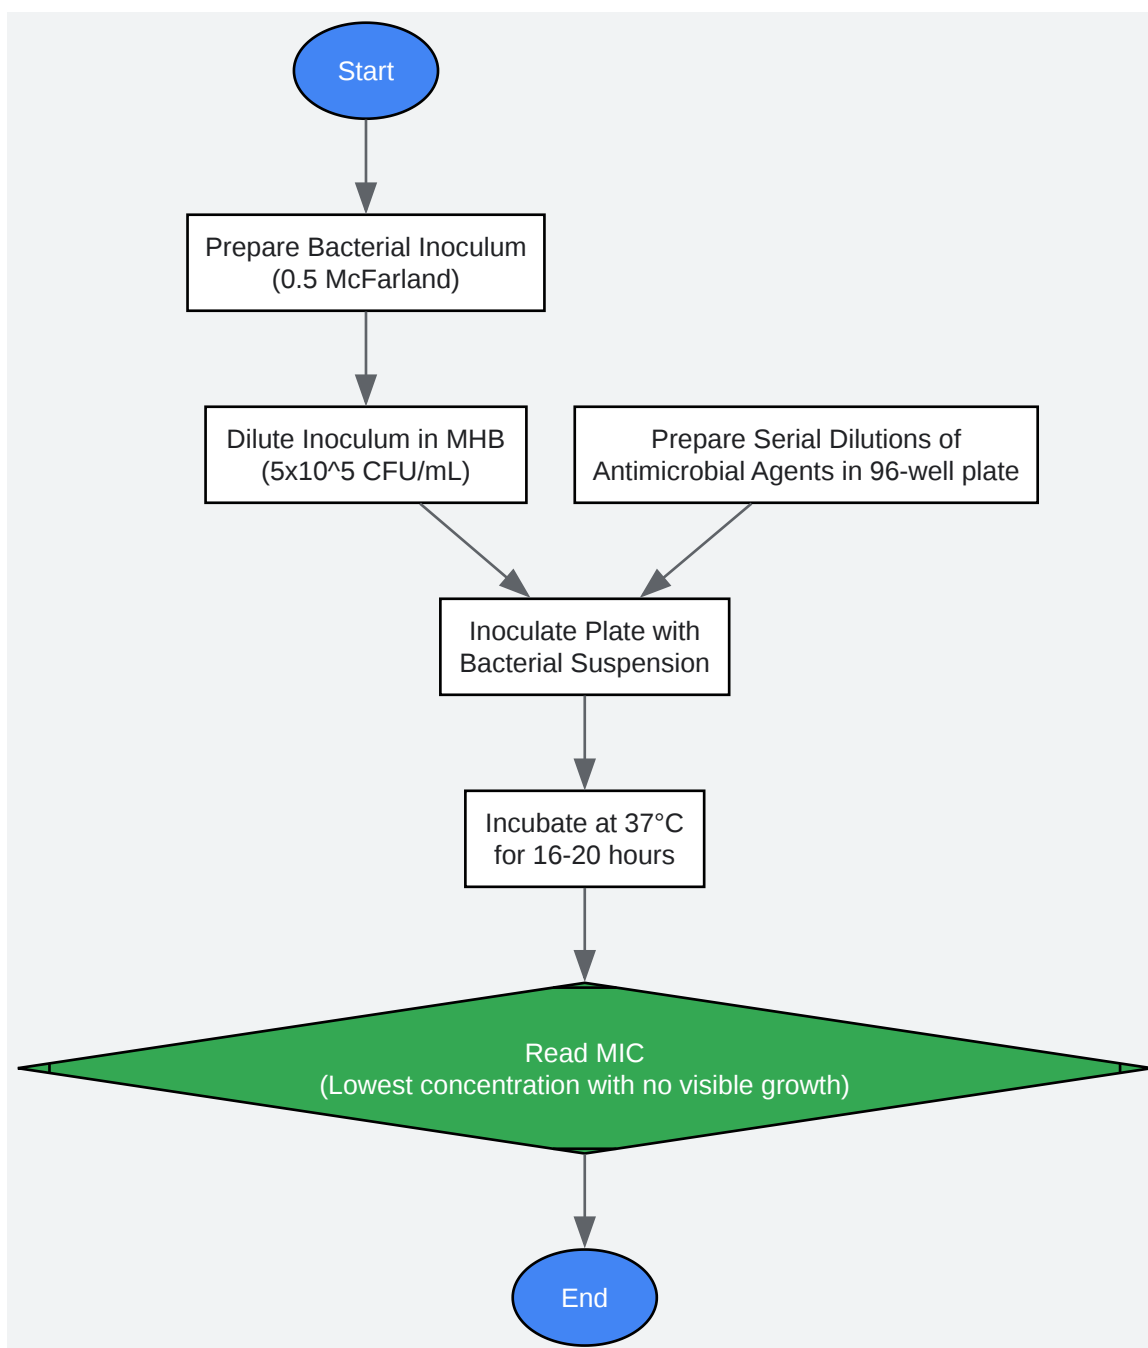 Start
Prepare Bacterial Inoculum
(0.5 McFarland)
Dilute Inoculum in MHB
(5x10^5 CFU/mL)
Prepare Serial Dilutions of
Antimicrobial Agents in 96-well plate
Inoculate Plate with
Bacterial Suspension
Incubate at 37°C
for 16-20 hours
Read MIC
(Lowest concentration with no visible growth)
End